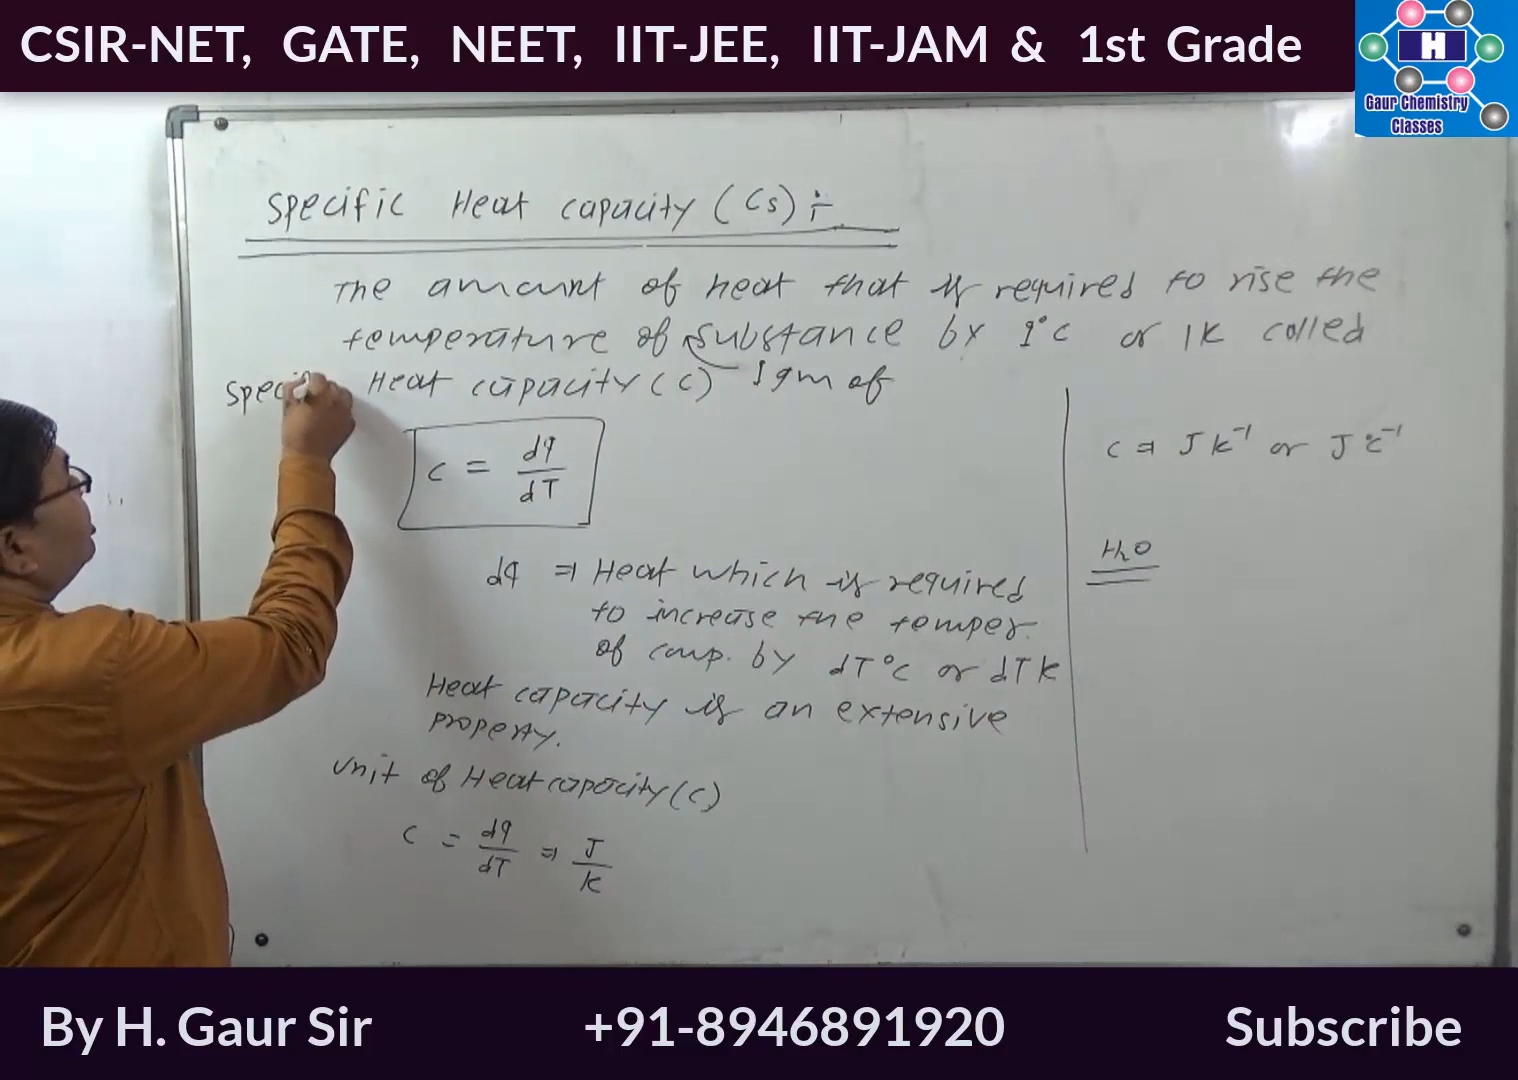 CSIR-NET, GATE, NEET, IIT-JEE, IIT-JAM & 1st Grade
H
Gaur Chemistry
Classes
Specific Heat capacity (Cs) :-
The amount of heat that is required to rise the
temperature of substance by 1°C or 1K called
Heat capacity (C) 1gm of
C = dq/dT
C ⇒ J K⁻¹ or J °C⁻¹
H₂O
dq ⇒ Heat which is required
to increase the temper.
of comp. by dT°C or dTK
Heat capacity is an extensive
property.
Unit of Heat capacity (C)
C = dq/dT ⇒ J/K
By H. Gaur Sir +91-8946891920 Subscribe